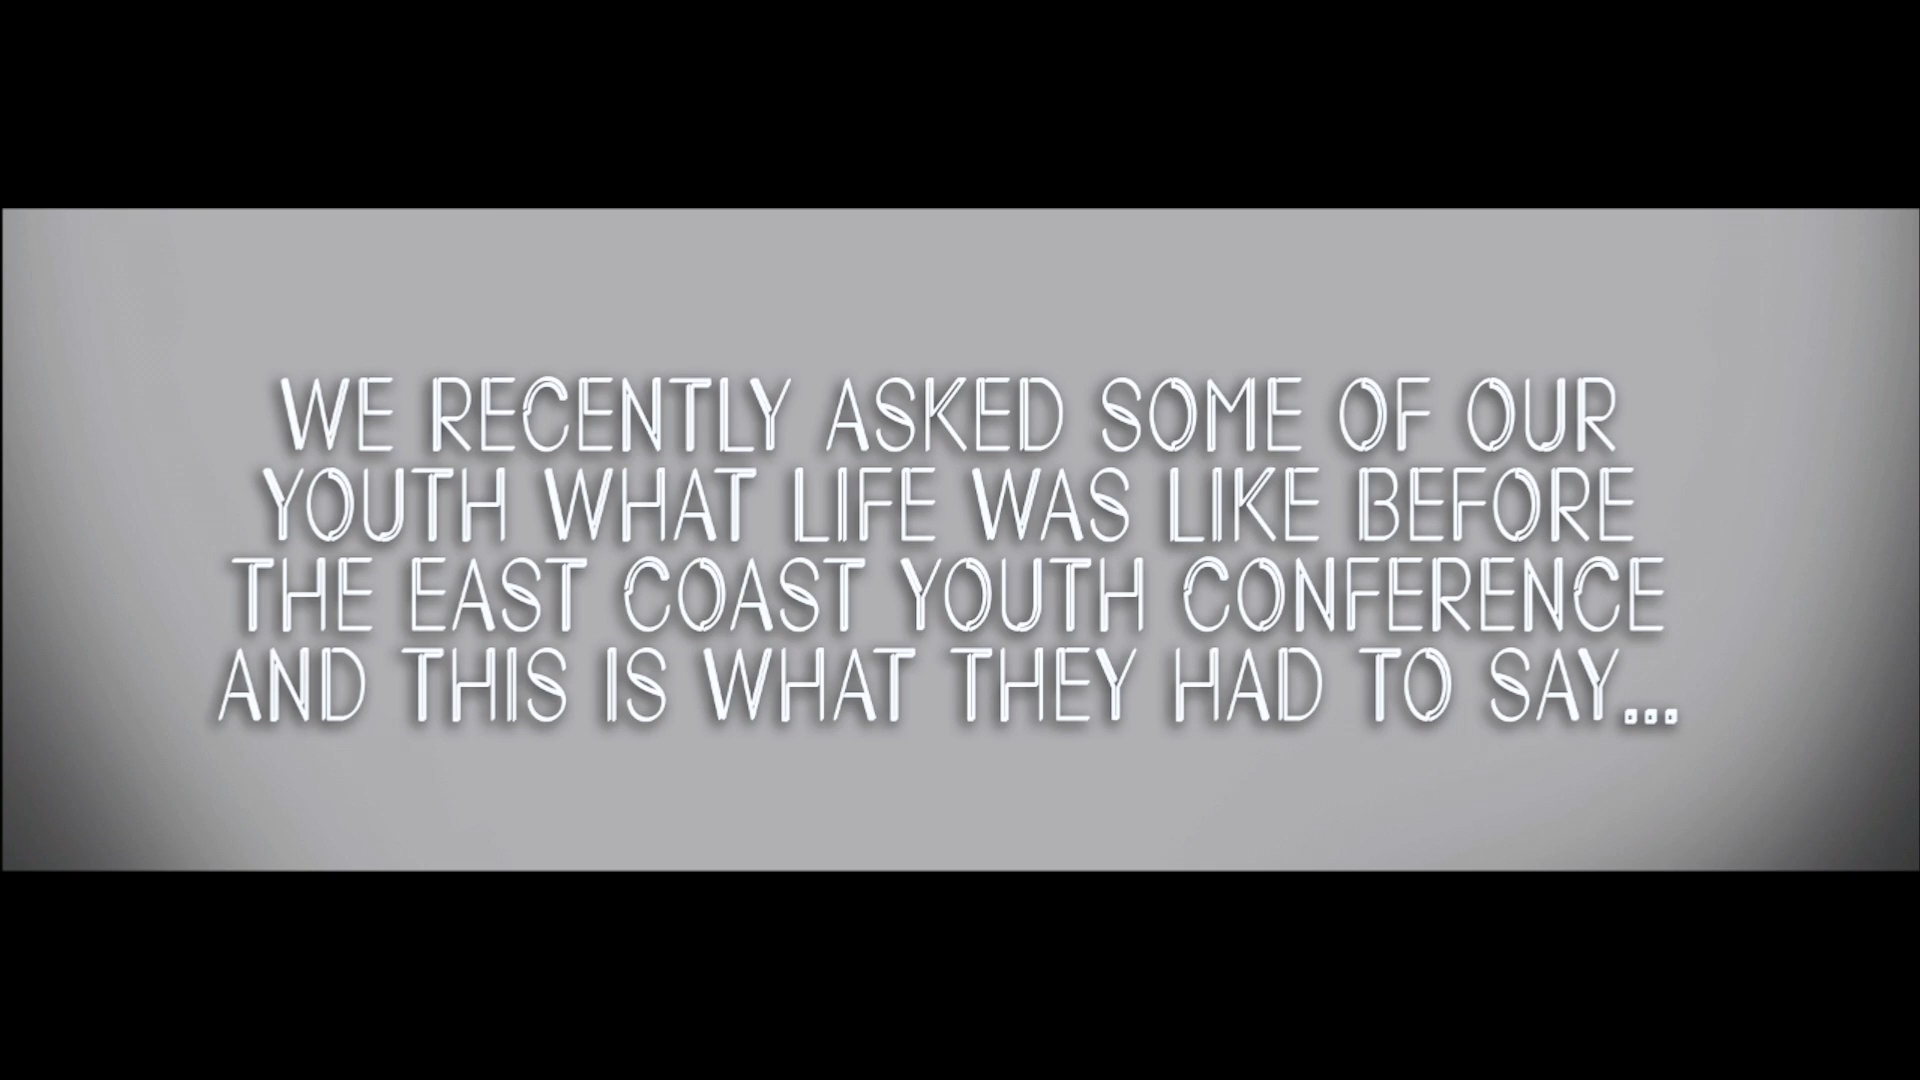 WE RECENTLY ASKED SOME OF OUR
YOUTH WHAT LIFE WAS LIKE BEFORE
THE EAST COAST YOUTH CONFERENCE
AND THIS IS WHAT THEY HAD TO SAY...